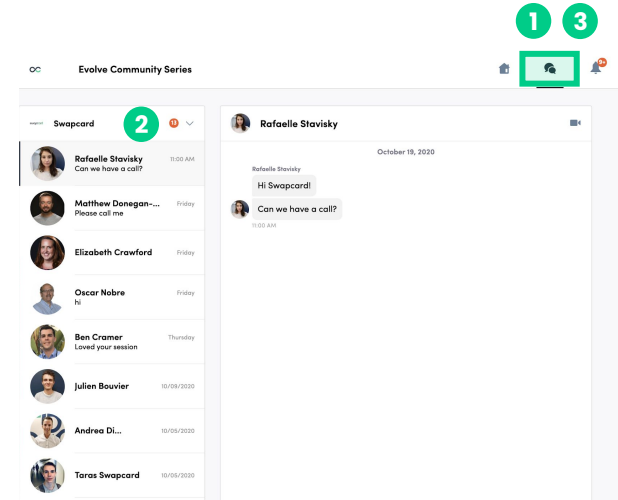 1 3
oc Evolve Community Series 9+
Swapcard 2 13
Rafaelle Stavisky 11:00 AM
Can we have a call?
Matthew Donegan-... Friday
Please call me
Elizabeth Crawford Friday
Oscar Nobre Friday
hi
Ben Cramer Thursday
Loved your session
Julien Bouvier 10/09/2020
Andrea Di... 10/05/2020
Taras Swapcard 10/05/2020
Rafaelle Stavisky
October 19, 2020
Rafaelle Stavisky
Hi Swapcard!
Can we have a call?
11:00 AM